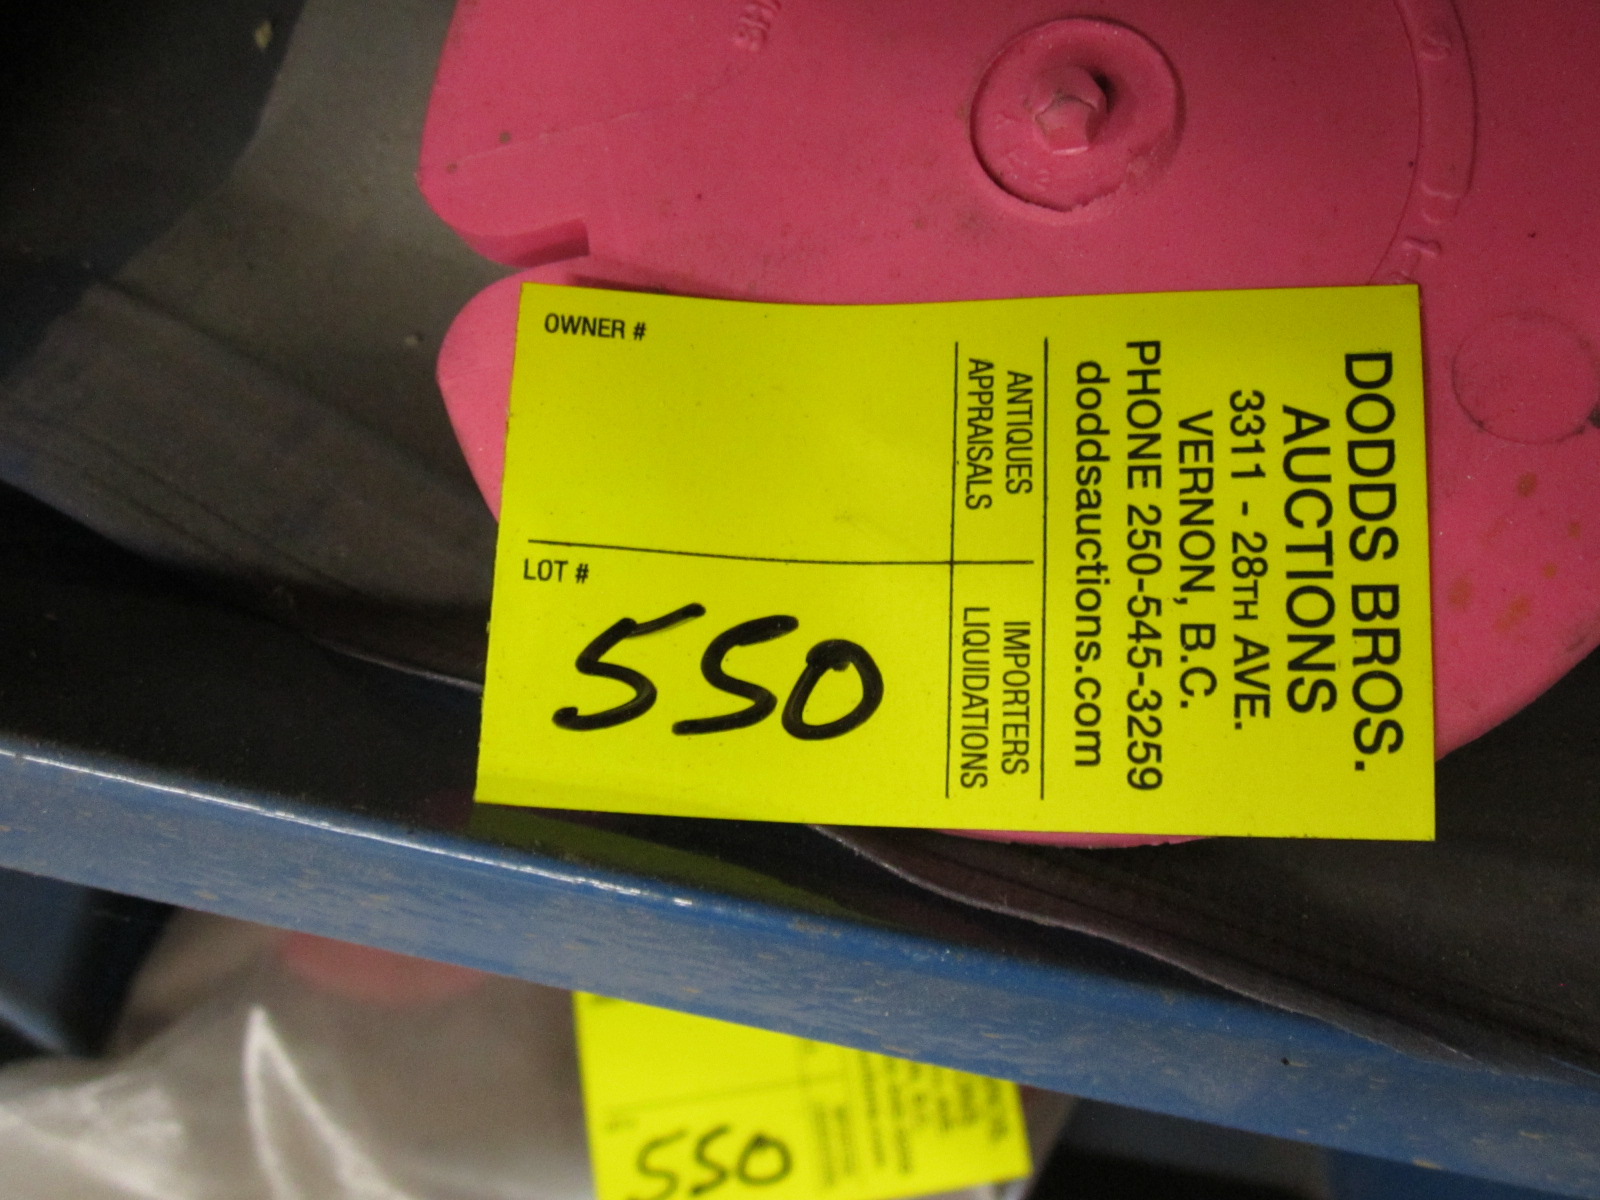 DODDS BROS.
AUCTIONS
3311 - 28TH AVE.
VERNON, B.C.
PHONE 250-545-3259
doddsauctions.com
ANTIQUES
APPRAISALS
IMPORTERS
LIQUIDATIONS
OWNER #
LOT #
550
550